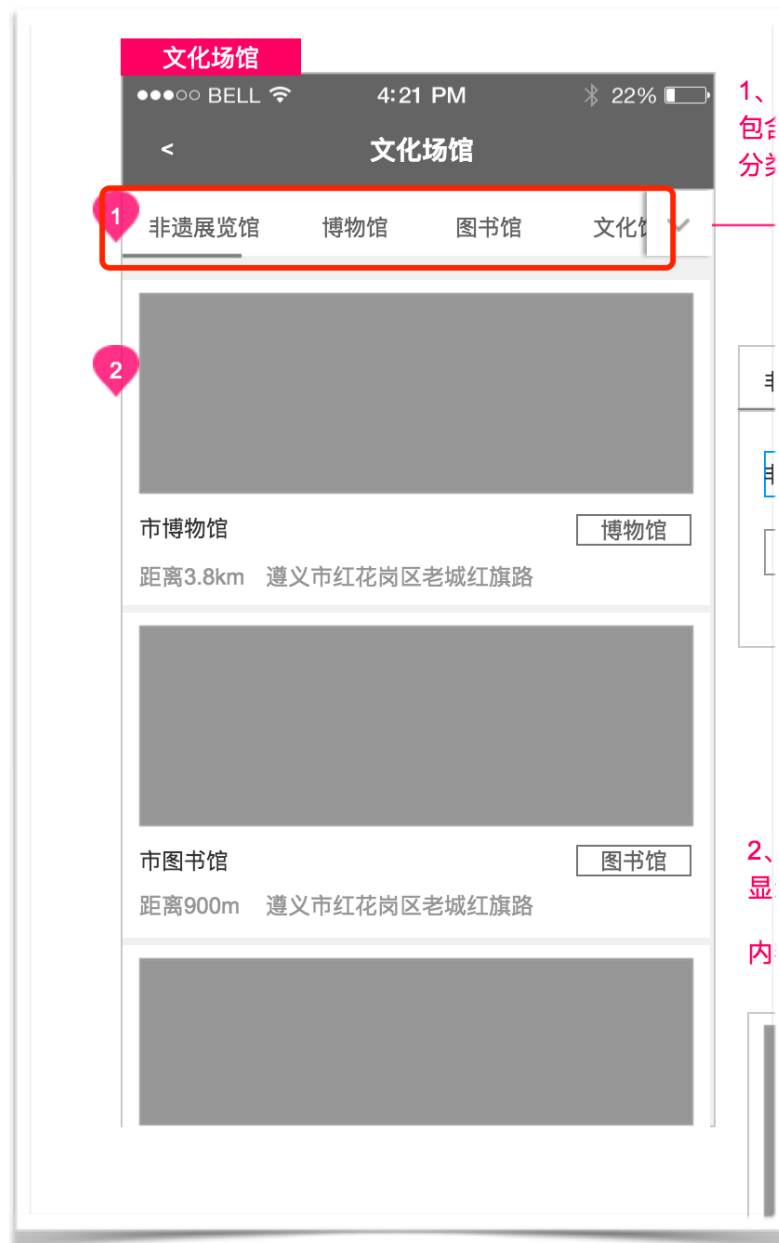 文化场馆
BELL 4:21 PM 22%
< 文化场馆
1、
包含
分类
1
非遗展览馆 博物馆 图书馆 文化
2
市博物馆 博物馆
距离3.8km 遵义市红花岗区老城红旗路
市图书馆 图书馆
距离900m 遵义市红花岗区老城红旗路
2、
显
内